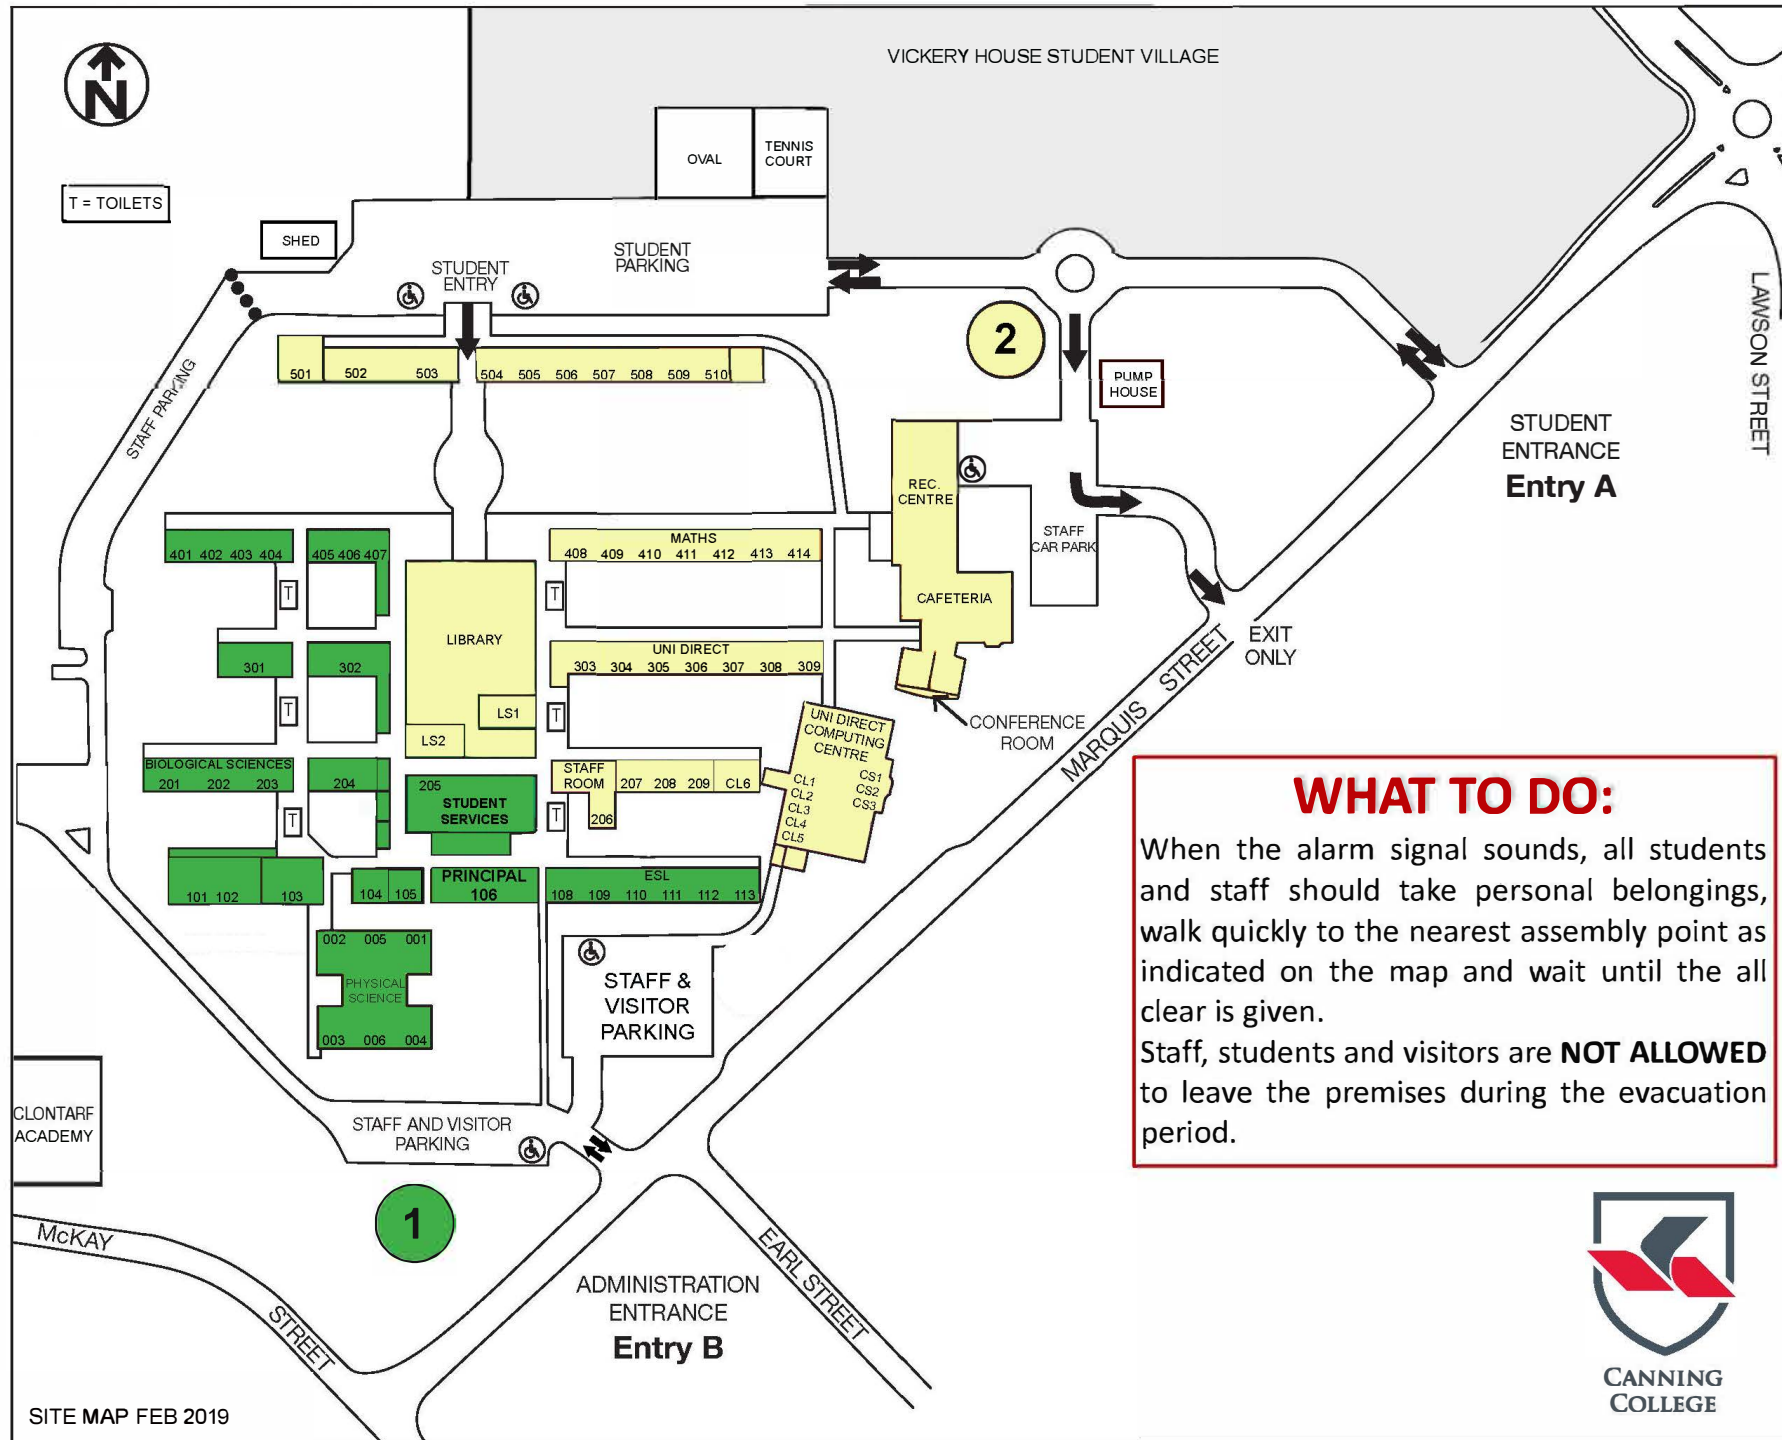 VICKERY HOUSE STUDENT VILLAGE
N
OVAL
TENNIS
COURT
T = TOILETS
SHED
STUDENT
PARKING
STUDENT
ENTRY
LAWSON STREET
2
STAFF PARKING
501 502 503 504 505 506 507 508 509 510
PUMP
HOUSE
STUDENT
ENTRANCE
Entry A
REC.
CENTRE
STAFF
CAR PARK
MATHS
401 402 403 404 405 406 407
408 409 410 411 412 413 414
T
T
CAFETERIA
LIBRARY
EXIT
ONLY
UNI DIRECT
301 302
303 304 305 306 307 308 309
T
LS1
T
LS2
CONFERENCE
ROOM
MARQUIS STREET
UNI DIRECT
COMPUTING
CENTRE
CL1
CL2
CL3
CL4
CL5
CS1
CS2
CS3
BIOLOGICAL SCIENCES
201 202 203
204
205
STUDENT
SERVICES
STAFF
ROOM
206
207 208 209 CL6
T
T
101 102 103
104 105
PRINCIPAL
106
ESL
108 109 110 111 112 113
002 005 001
PHYSICAL
SCIENCE
003 006 004
STAFF &
VISITOR
PARKING
CLONTARF
ACADEMY
STAFF AND VISITOR
PARKING
1
McKAY
STREET
EARL STREET
ADMINISTRATION
ENTRANCE
Entry B
SITE MAP FEB 2019
WHAT TO DO:
When the alarm signal sounds, all students
and staff should take personal belongings,
walk quickly to the nearest assembly point as
indicated on the map and wait until the all
clear is given.
Staff, students and visitors are NOT ALLOWED
to leave the premises during the evacuation
period.
CANNING
COLLEGE